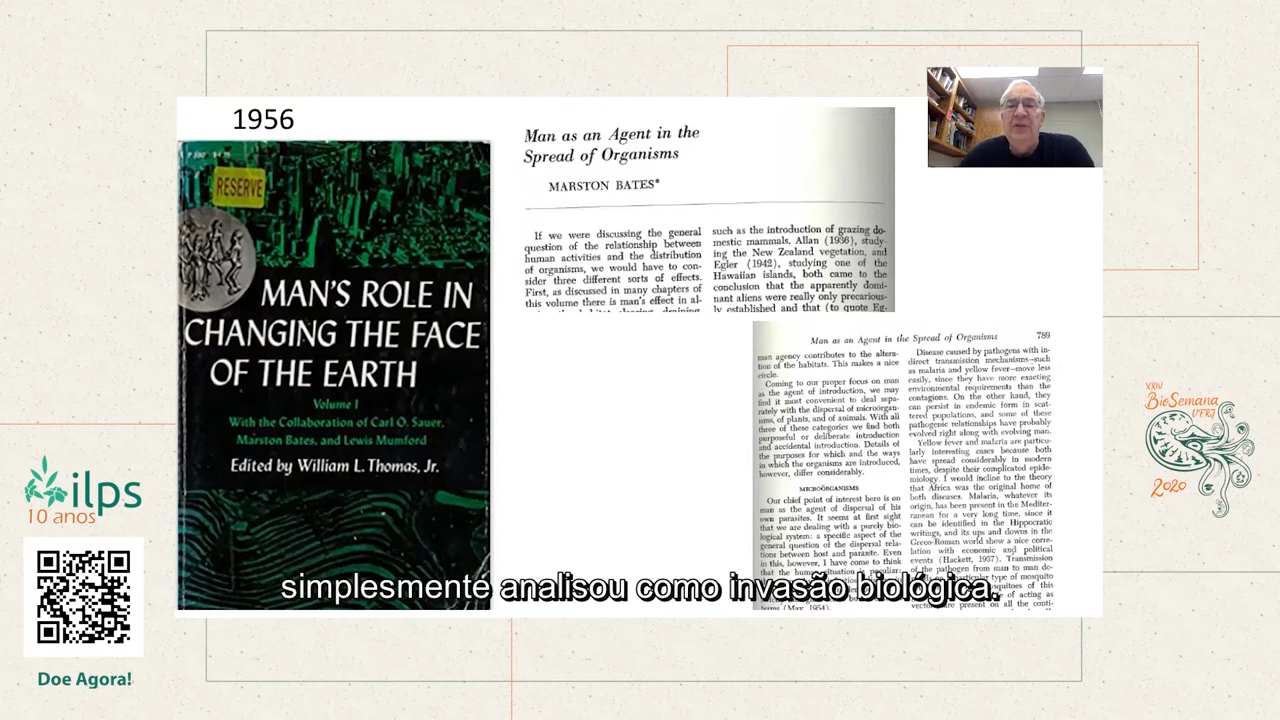 1956
P 590 $4.75
RESERVE
MAN'S ROLE IN
CHANGING THE FACE
OF THE EARTH
Volume I
With the Collaboration of Carl O. Sauer,
Marston Bates, and Lewis Mumford
Edited by William L. Thomas, Jr.
Man as an Agent in the
Spread of Organisms
MARSTON BATES*
If we were discussing the general
question of the relationship between
human activities and the distribution
of organisms, we would have to con-
sider three different sorts of effects.
First, as discussed in many chapters of
this volume there is man's effect in al-
such as the introduction of grazing do-
mestic mammals. Allan (1936), study-
ing the New Zealand vegetation, and
Egler (1942), studying one of the
Hawaiian islands, both came to the
conclusion that the apparently domi-
nant aliens were really only precarious-
ly established and that (to quote Eg-
Man as an Agent in the Spread of Organisms 789
man agency contributes to the altera-
tion of the habitats. This makes a nice
circle.
Coming to our proper focus on man
as the agent of introduction, we may
find it most convenient to deal sepa-
rately with the dispersal of microörgan-
isms, of plants, and of animals. With all
three of these categories we find both
purposeful or deliberate introduction
and accidental introduction. Details of
the purposes for which and the ways
in which the organisms are introduced,
however, differ considerably.
MICROÖRGANISMS
Our chief point of interest here is on
man as the agent of dispersal of his
own parasites. It seems at first sight
that we are dealing with a purely bio-
logical system: a specific aspect of the
general question of the dispersal rela-
tions between host and parasite. Even
in this, however, I have come to think
that the human situation is peculiar:
terms (May, 1954).
Disease caused by pathogens with in-
direct transmission mechanisms—such
as malaria and yellow fever—move less
easily, since they have more exacting
environmental requirements than the
contagions. On the other hand, they
can persist in endemic form in scat-
tered populations, and some of these
pathogenic relationships have probably
evolved right along with evolving man.
Yellow fever and malaria are particu-
larly interesting cases because both
have spread considerably in modern
times, despite their complicated epide-
miology. I would incline to the theory
that Africa was the original home of
both diseases. Malaria, whatever its
origin, has been present in the Mediter-
ranean for a very long time, since it
can be identified in the Hippocratic
writings, and its ups and downs in the
Greco-Roman world show a nice corre-
lation with economic and political
events (Hackett, 1937). Transmission
of the pathogen from man to man de-
particular type of mosquito
of acting as
are present on all the conti-
simplesmente analisou como invasão biológica.
ilps
10 anos
Doe Agora!
XXIV
BioSemana
UFRJ
2020